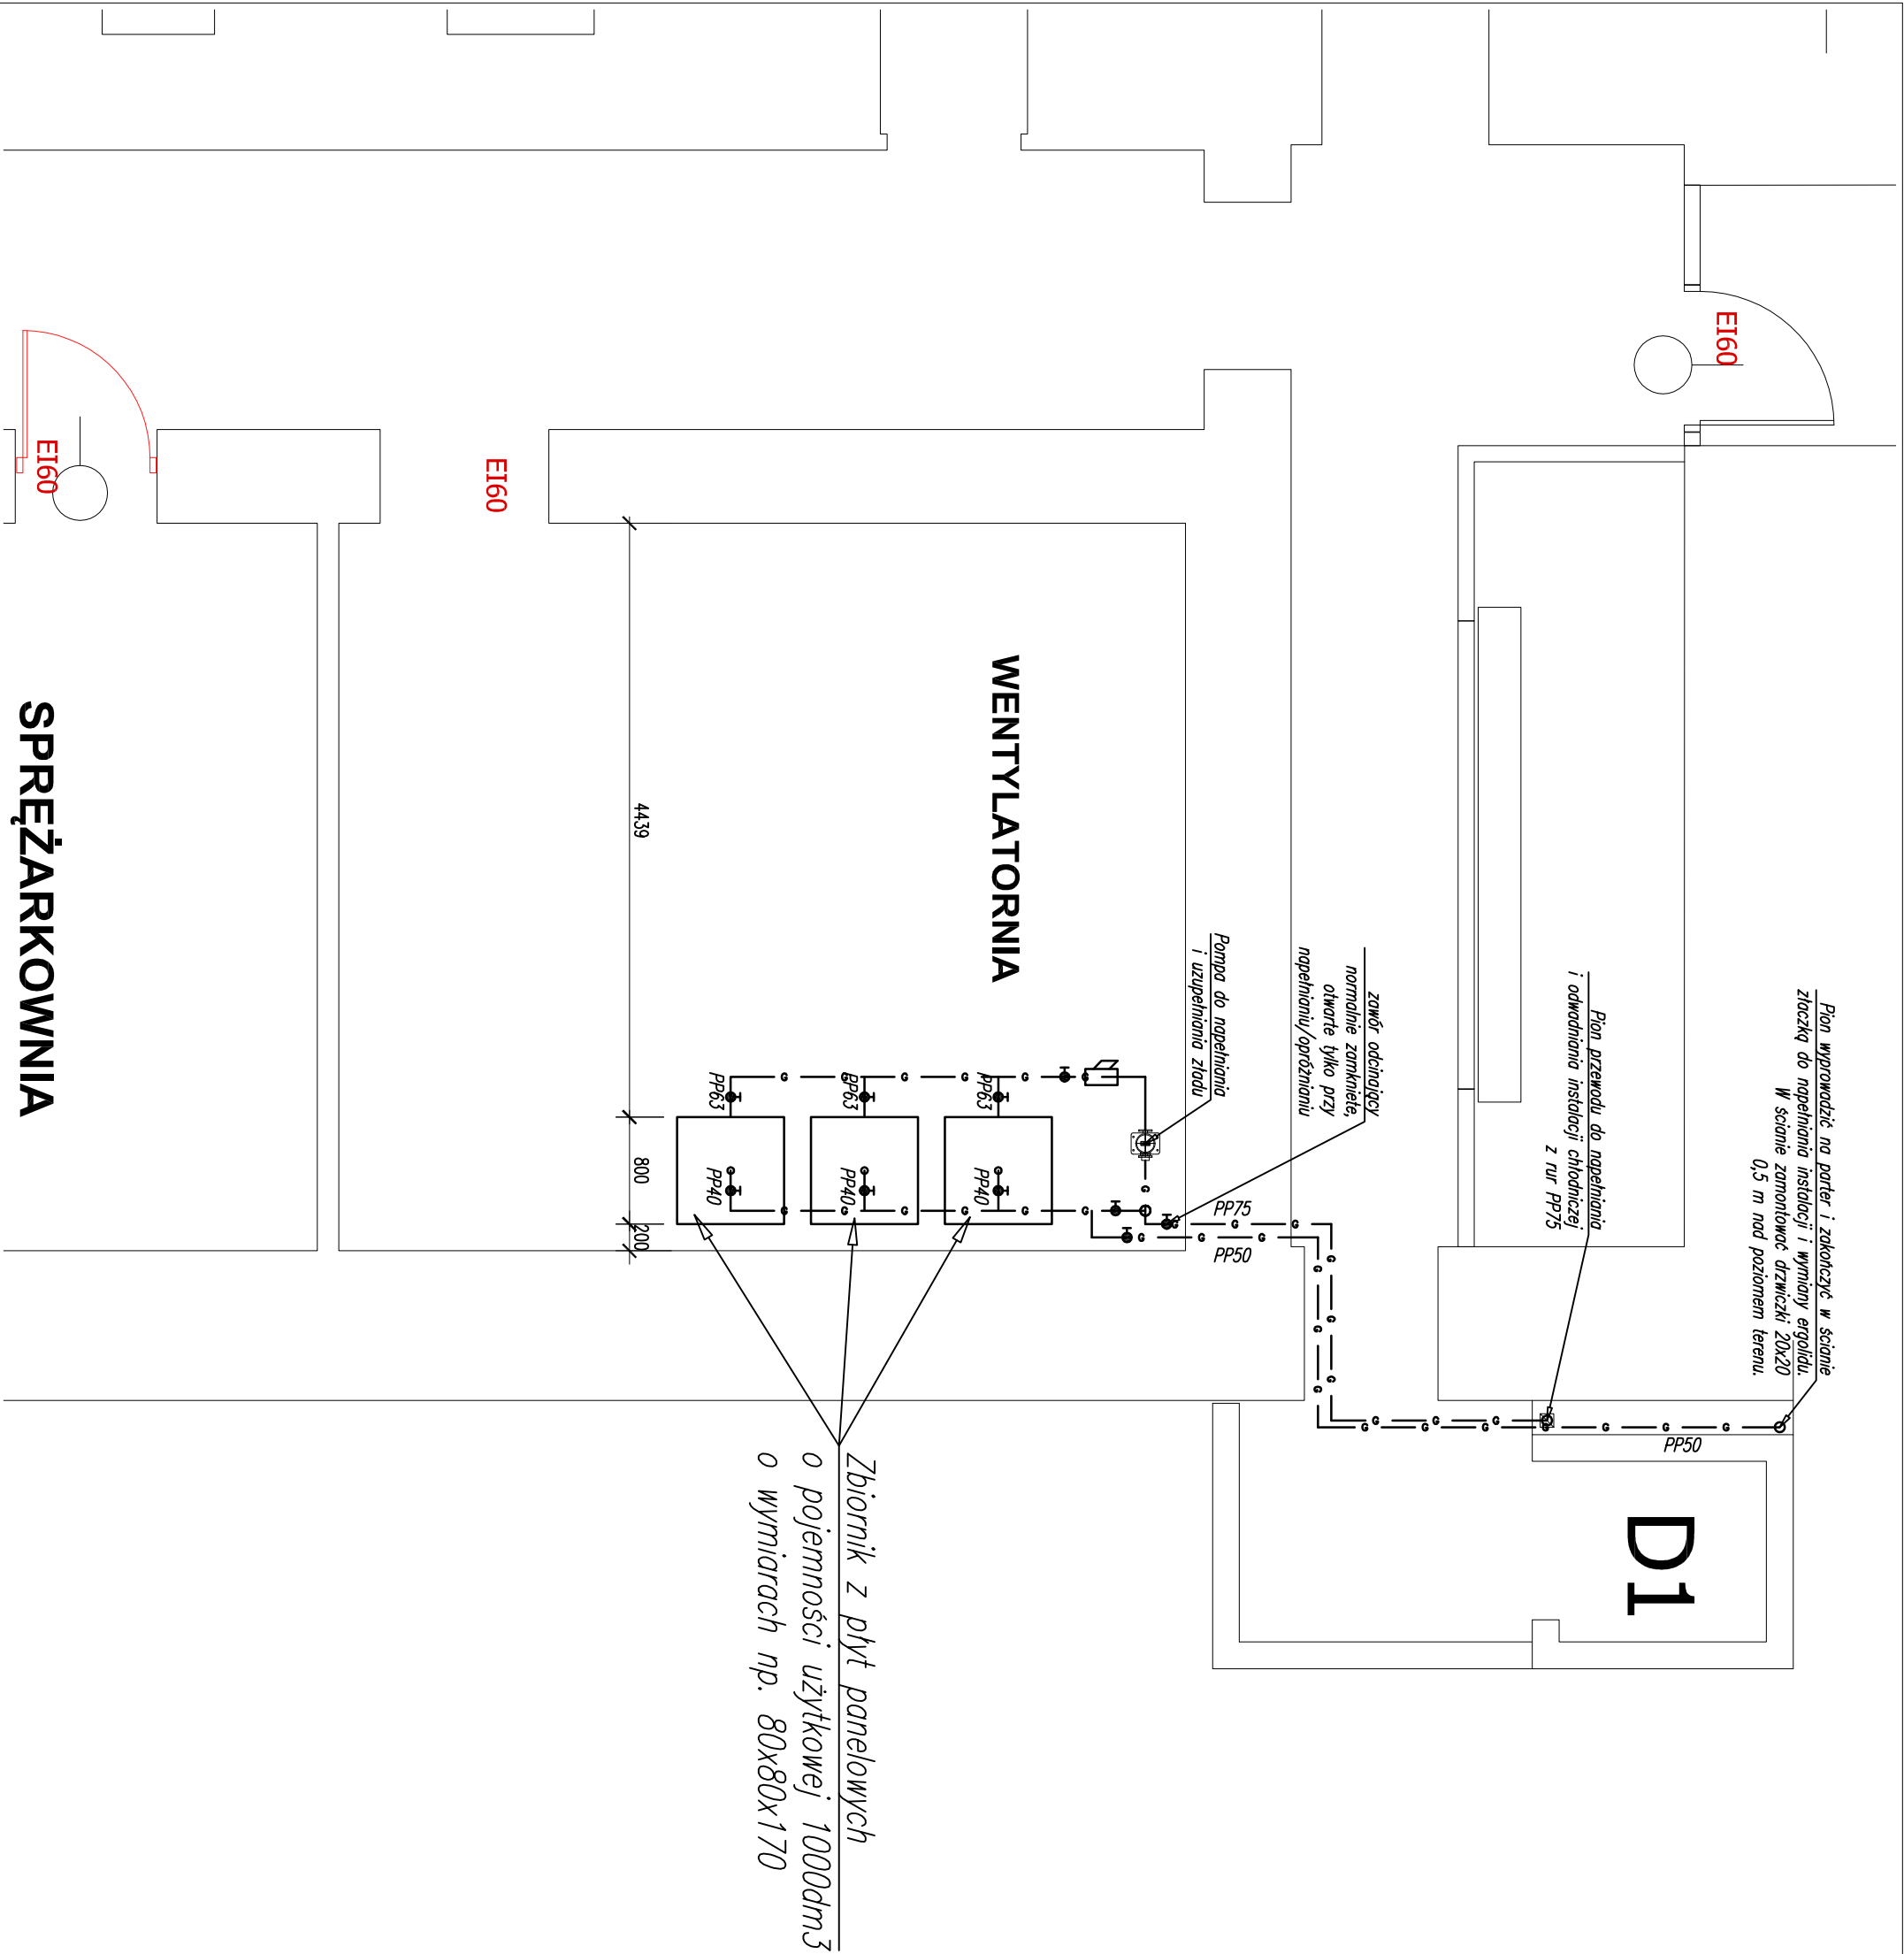 Pion wyprowadzić na parter i zakończyć w ścianie
złaczką do napełniania instalacji i wymiany ergolidu.
W ścianie zamontować drzwiczki 20x20
0,5 m nad poziomem terenu.
EI60
Pion przewodu do napełniania
i odwadniania instalacji chłodniczej
z rur PP75
D1
PP50
zawór odcinający
normalnie zamkniete,
otwarte tylko przy
napełnianiu/opróżnianiu
Pompa do napełniania
i uzupełniania zładu
PP75
PP50
WENTYLATORNIA
G G G G G G G G G G G G G G G G G G G G G G G G G G G G G G G G G G G
PP63
PP63
PP63
PP40
PP40
PP40
Zbiornik z płyt panelowych
o pojemności użytkowej 1000dm3
o wymiarach np. 80x80x170
4439
800
200
EI60
EI60
SPRĘŻARKOWNIA